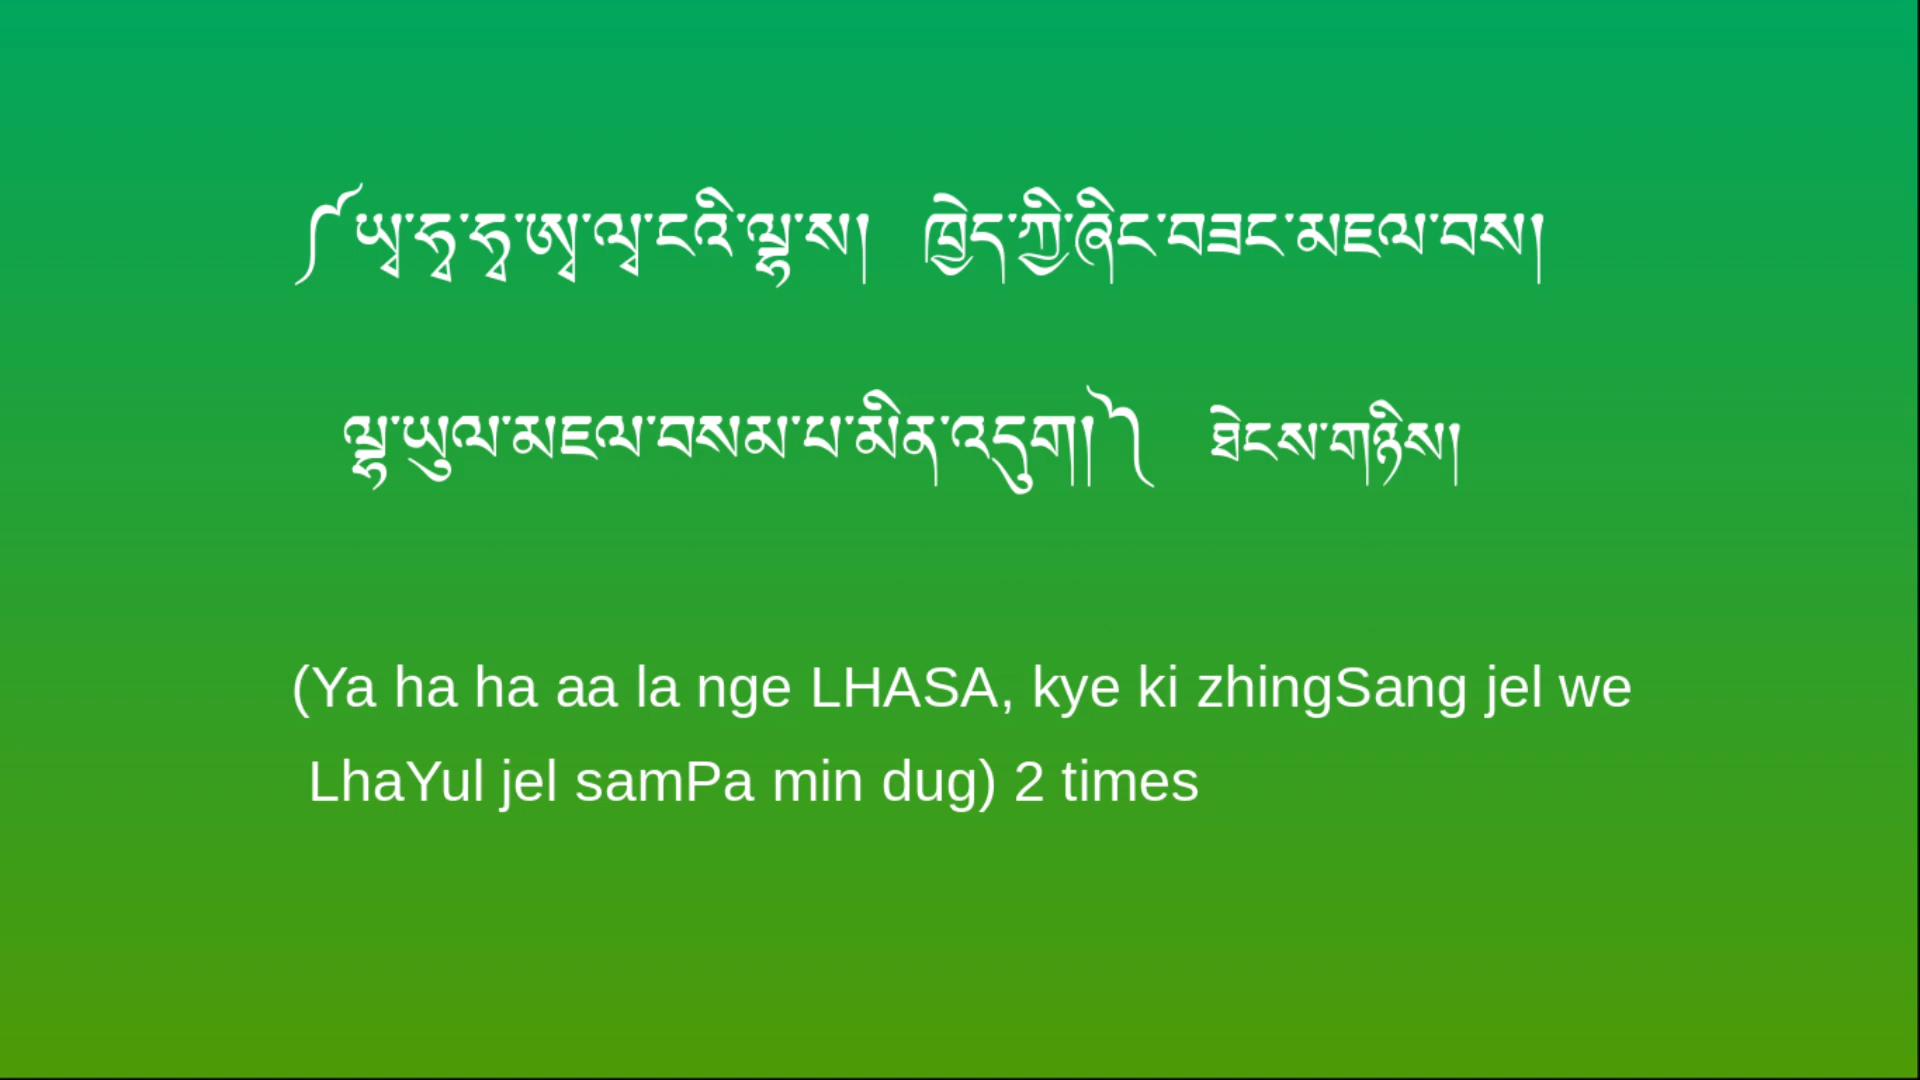 ༼ཡྭ་ཧྭ་ཧྭ་ཨྭ་ལྭ་ངའི་ལྷ་ས། ཁྱེད་ཀྱི་ཞིང་བཟང་མཇལ་བས།
ལྷ་ཡུལ་མཇལ་བསམ་པ་མིན་འདུག།༽ ཐེངས་གཉིས།
(Ya ha ha aa la nge LHASA, kye ki zhingSang jel we
LhaYul jel samPa min dug) 2 times